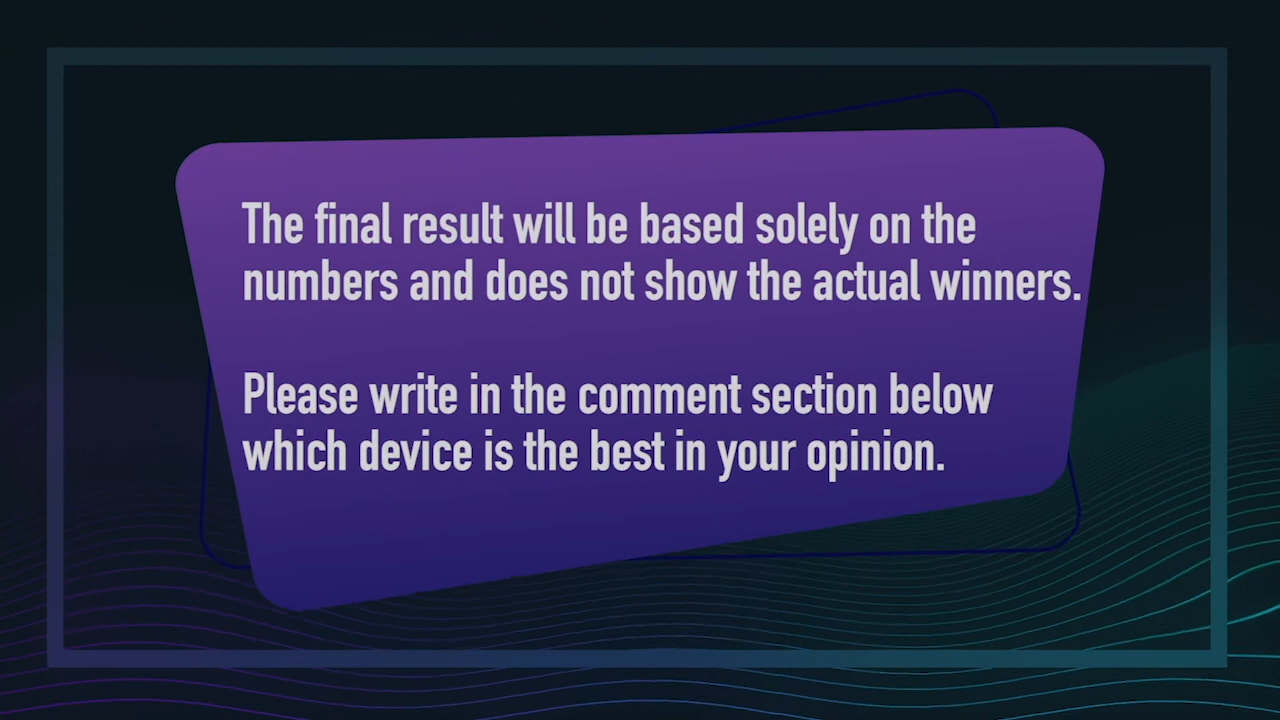 The final result will be based solely on the
numbers and does not show the actual winners.
Please write in the comment section below
which device is the best in your opinion.